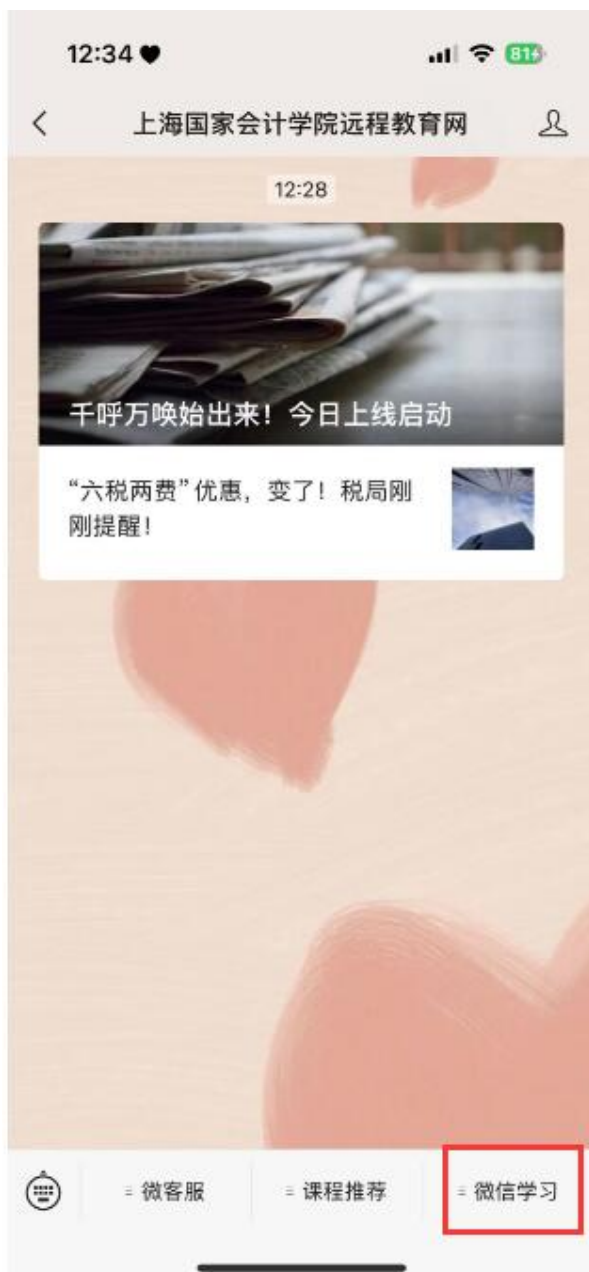 12:34
81
上海国家会计学院远程教育网
12:28
千呼万唤始出来！今日上线启动
“六税两费”优惠，变了！税局刚
刚提醒！
微客服
课程推荐
微信学习